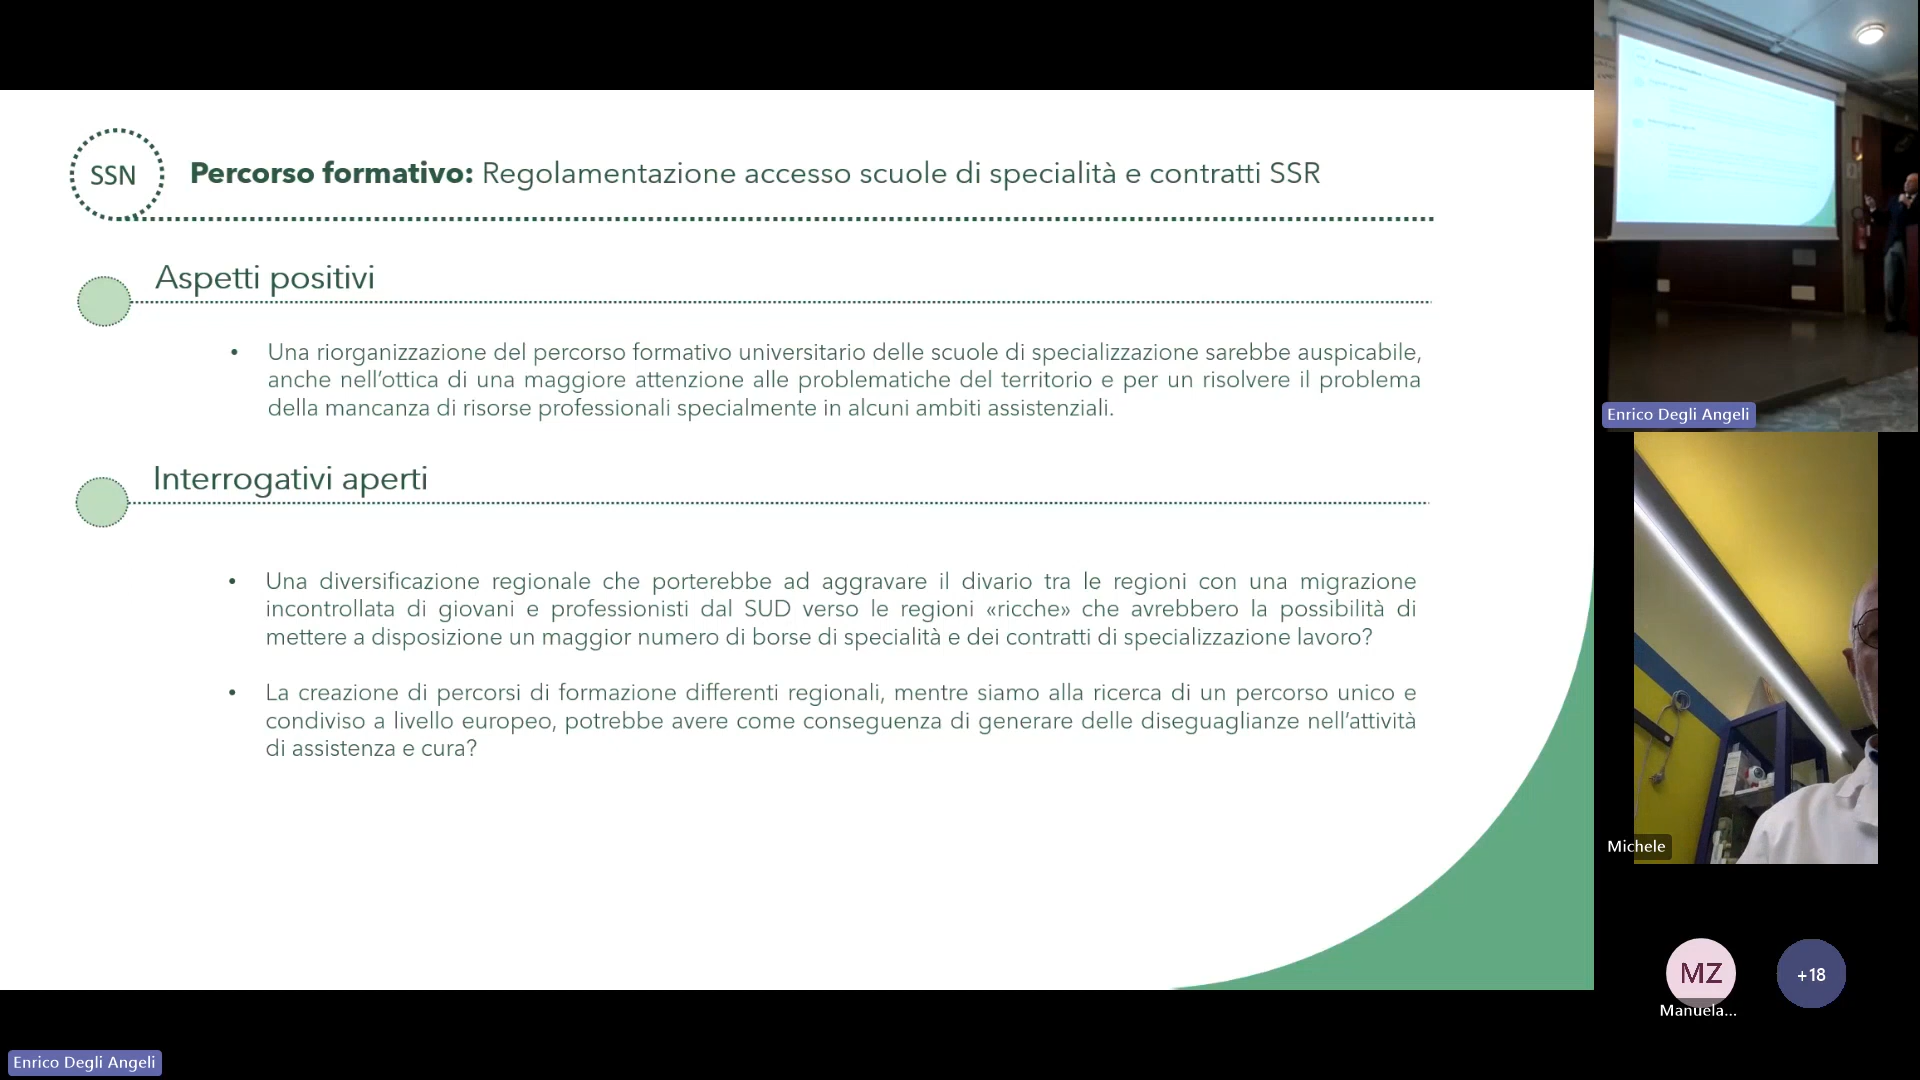 SSN
Percorso formativo: Regolamentazione accesso scuole di specialità e contratti SSR
Aspetti positivi
• Una riorganizzazione del percorso formativo universitario delle scuole di specializzazione sarebbe auspicabile,
anche nell’ottica di una maggiore attenzione alle problematiche del territorio e per un risolvere il problema
della mancanza di risorse professionali specialmente in alcuni ambiti assistenziali.
Interrogativi aperti
• Una diversificazione regionale che porterebbe ad aggravare il divario tra le regioni con una migrazione
incontrollata di giovani e professionisti dal SUD verso le regioni «ricche» che avrebbero la possibilità di
mettere a disposizione un maggior numero di borse di specialità e dei contratti di specializzazione lavoro?
• La creazione di percorsi di formazione differenti regionali, mentre siamo alla ricerca di un percorso unico e
condiviso a livello europeo, potrebbe avere come conseguenza di generare delle diseguaglianze nell’attività
di assistenza e cura?
Enrico Degli Angeli
Michele
MZ
+18
Manuela...
Enrico Degli Angeli